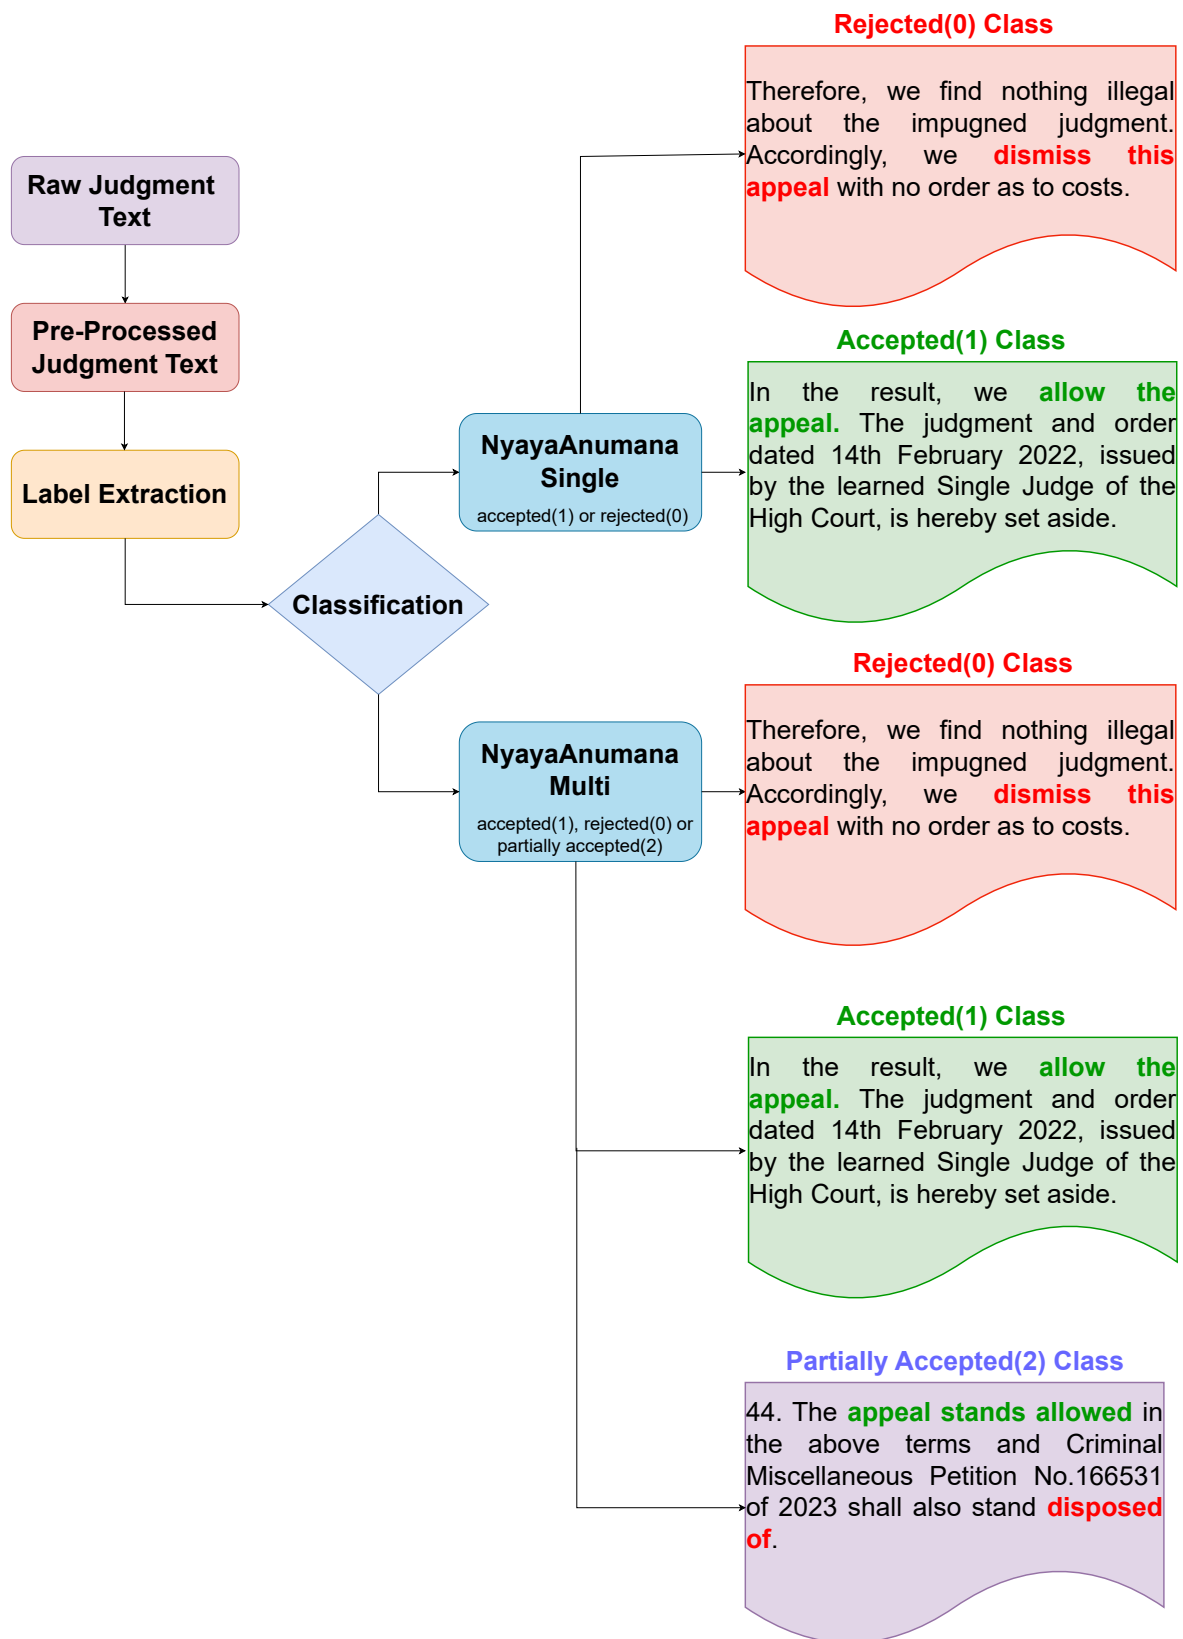 Raw Judgment
Text
Pre-Processed
Judgment Text
Label Extraction
Classification
NyayaAnumana
Single
accepted(1) or rejected(0)
Rejected(0) Class
Therefore, we find nothing illegal
about the impugned judgment.
Accordingly, we dismiss this
appeal with no order as to costs.
Accepted(1) Class
In the result, we allow the
appeal. The judgment and order
dated 14th February 2022, issued
by the learned Single Judge of the
High Court, is hereby set aside.
NyayaAnumana
Multi
accepted(1), rejected(0) or
partially accepted(2)
Rejected(0) Class
Therefore, we find nothing illegal
about the impugned judgment.
Accordingly, we dismiss this
appeal with no order as to costs.
Accepted(1) Class
In the result, we allow the
appeal. The judgment and order
dated 14th February 2022, issued
by the learned Single Judge of the
High Court, is hereby set aside.
Partially Accepted(2) Class
44. The appeal stands allowed in
the above terms and Criminal
Miscellaneous Petition No.166531
of 2023 shall also stand disposed
of.